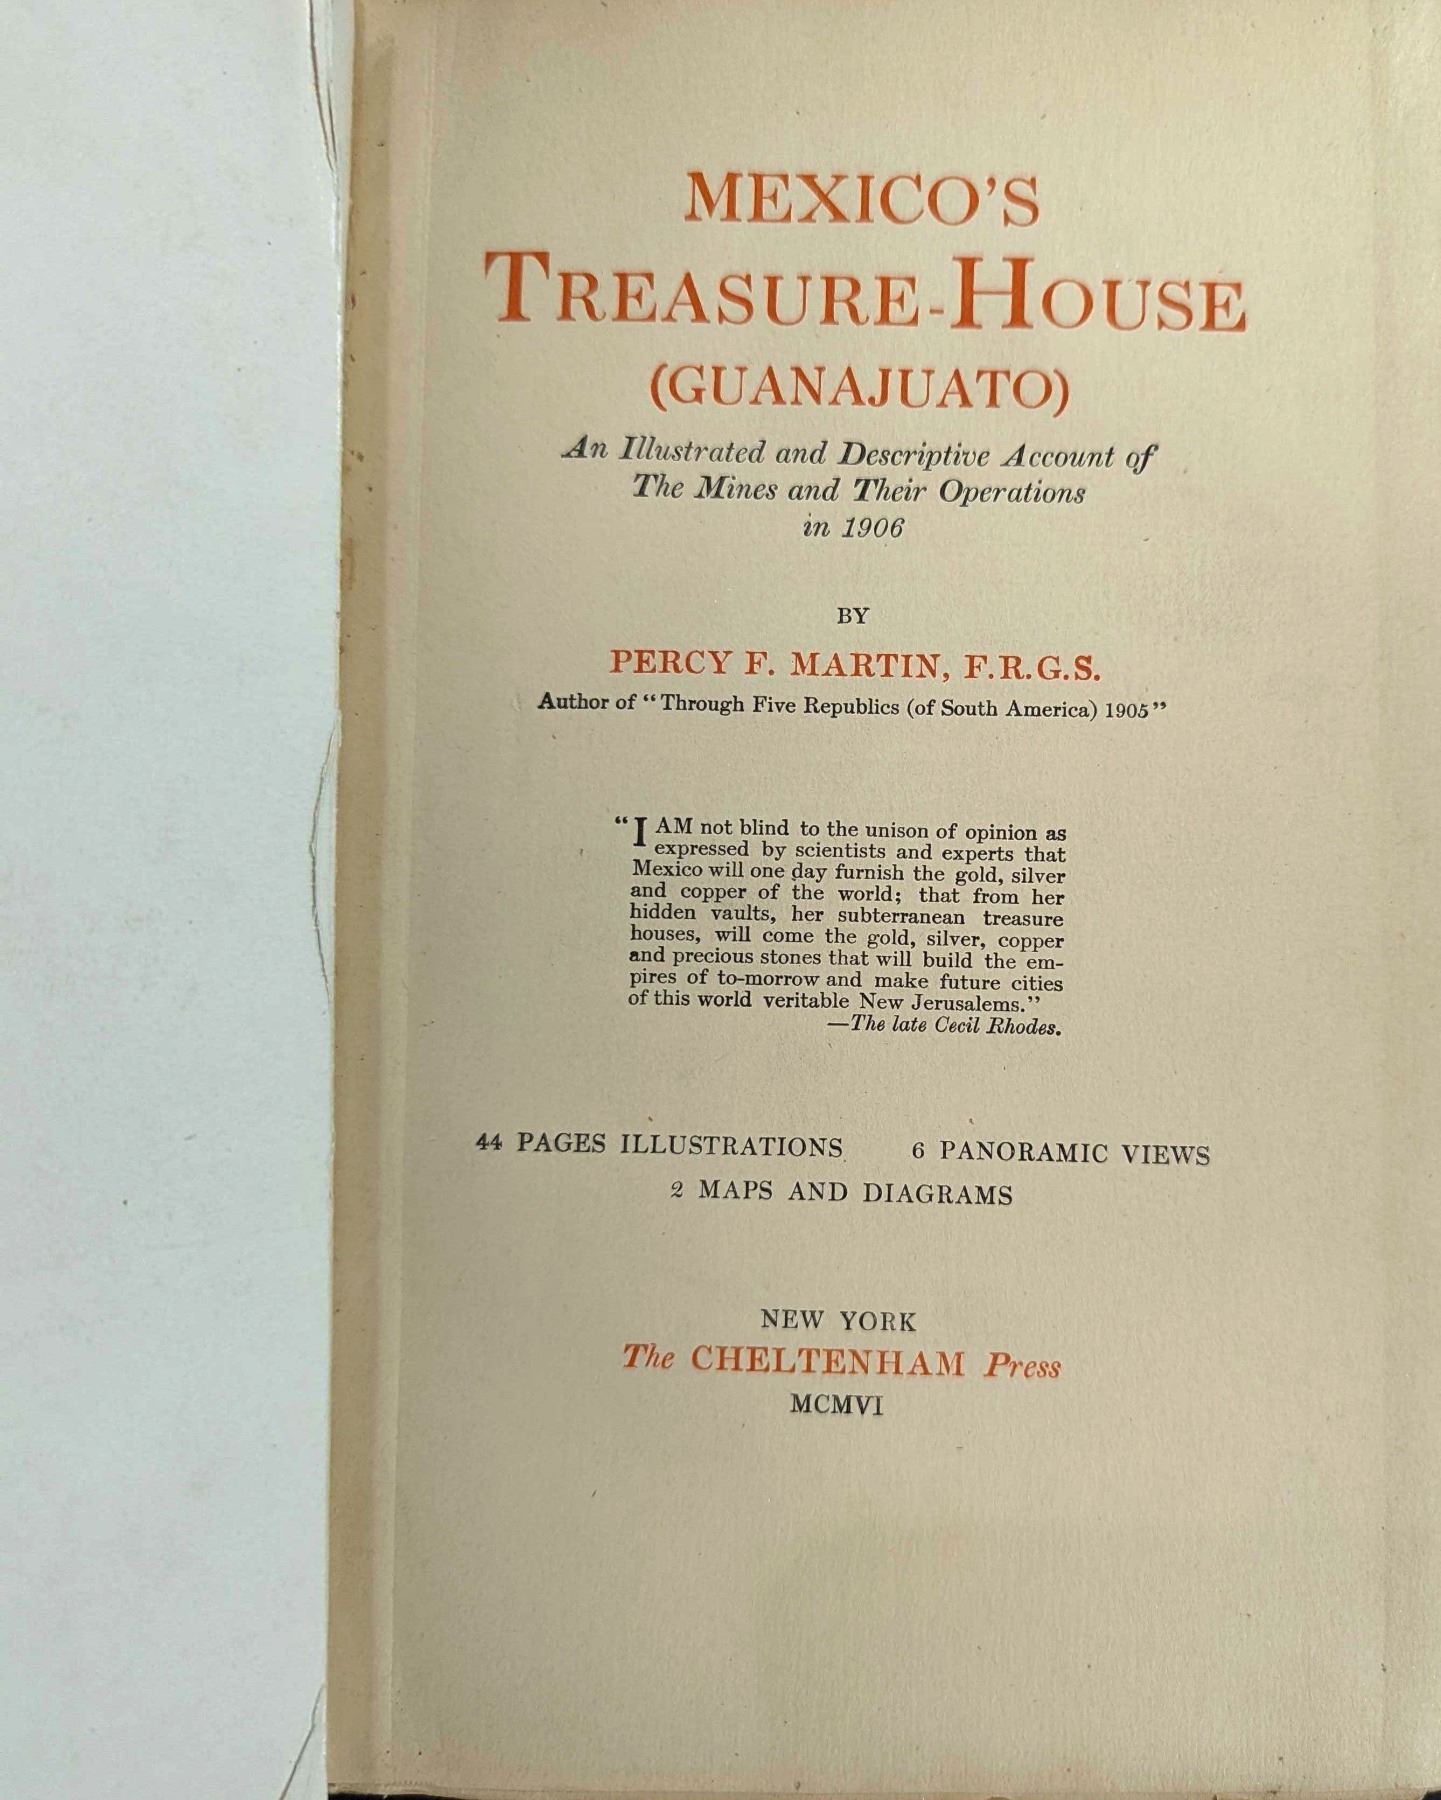 MEXICO'S
TREASURE-HOUSE
(GUANAJUATO)
An Illustrated and Descriptive Account of
The Mines and Their Operations
in 1906
BY
PERCY F. MARTIN, F.R.G.S.
Author of "Through Five Republics (of South America) 1905"
"I AM not blind to the unison of opinion as
expressed by scientists and experts that
Mexico will one day furnish the gold, silver
and copper of the world; that from her
hidden vaults, her subterranean treasure
houses, will come the gold, silver, copper
and precious stones that will build the em-
pires of to-morrow and make future cities
of this world veritable New Jerusalems."
—The late Cecil Rhodes.
44 PAGES ILLUSTRATIONS 6 PANORAMIC VIEWS
2 MAPS AND DIAGRAMS
NEW YORK
The CHELTENHAM Press
MCMVI